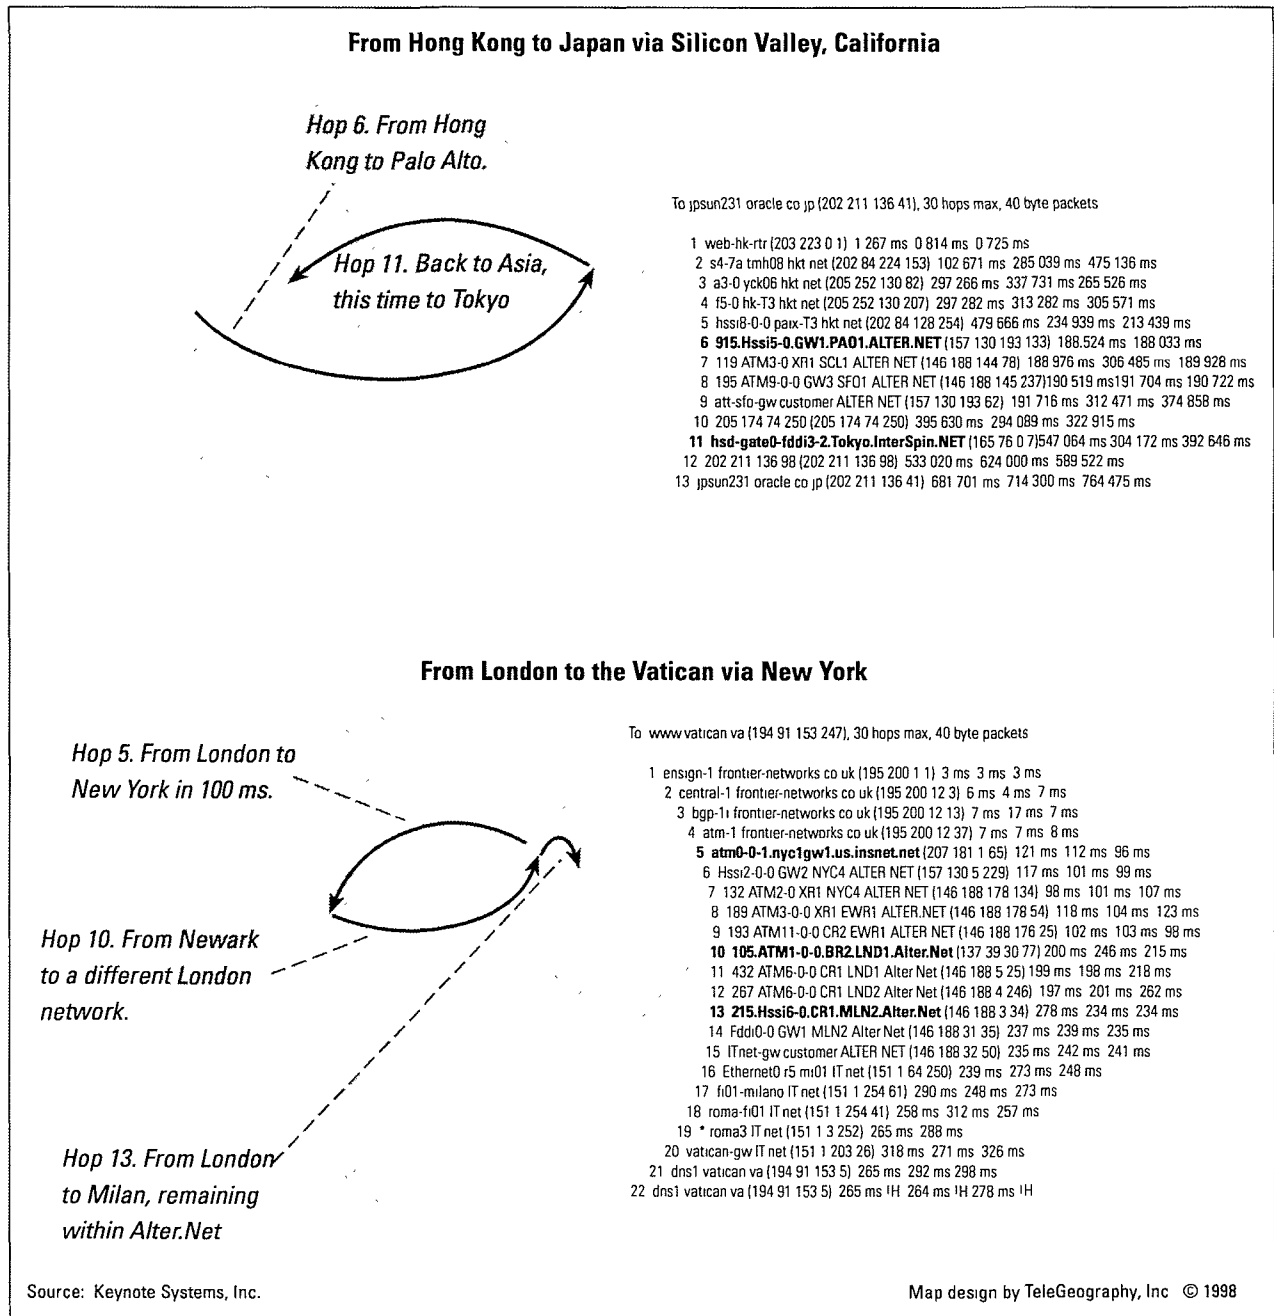 From Hong Kong to Japan via Silicon Valley, California
Hop 6. From Hong
Kong to Palo Alto.
Hop 11. Back to Asia,
this time to Tokyo
To jpsun231 oracle co jp (202 211 136 41), 30 hops max, 40 byte packets
1 web-hk-rtr (203 223 0 1) 1 267 ms 0 814 ms 0 725 ms
2 s4-7a tmh08 hkt net (202 84 224 153) 102 671 ms 285 039 ms 475 136 ms
3 a3-0 yck06 hkt net (205 252 130 82) 297 266 ms 337 731 ms 265 526 ms
4 f5-0 hk-T3 hkt net (205 252 130 207) 297 282 ms 313 282 ms 305 571 ms
5 hssi8-0-0 paix-T3 hkt net (202 84 128 254) 479 666 ms 234 939 ms 213 439 ms
6 915.Hssi5-0.GW1.PAO1.ALTER.NET (157 130 193 133) 188.524 ms 188 033 ms
7 119 ATM3-0 XR1 SCL1 ALTER NET (146 188 144 78) 188 976 ms 306 485 ms 189 928 ms
8 195 ATM9-0-0 GW3 SFO1 ALTER NET (146 188 145 237)190 519 ms191 704 ms 190 722 ms
9 att-sfo-gw customer ALTER NET (157 130 193 62) 191 716 ms 312 471 ms 374 858 ms
10 205 174 74 250 (205 174 74 250) 395 630 ms 294 089 ms 322 915 ms
11 hsd-gate0-fddi3-2.Tokyo.InterSpin.NET (165 76 0 7)547 064 ms 304 172 ms 392 646 ms
12 202 211 136 98 (202 211 136 98) 533 020 ms 624 000 ms 589 522 ms
13 jpsun231 oracle co jp (202 211 136 41) 681 701 ms 714 300 ms 764 475 ms
From London to the Vatican via New York
Hop 5. From London to
New York in 100 ms.
Hop 10. From Newark
to a different London
network.
Hop 13. From London
to Milan, remaining
within Alter.Net
To www vatican va (194 91 153 247), 30 hops max, 40 byte packets
1 ensign-1 frontier-networks co uk (195 200 1 1) 3 ms 3 ms 3 ms
2 central-1 frontier-networks co uk (195 200 12 3) 6 ms 4 ms 7 ms
3 bgp-1i frontier-networks co uk (195 200 12 13) 7 ms 17 ms 7 ms
4 atm-1 frontier-networks co uk (195 200 12 37) 7 ms 7 ms 8 ms
5 atm0-0-1.nyc1gw1.us.insnet.net (207 181 1 65) 121 ms 112 ms 96 ms
6 Hssi2-0-0 GW2 NYC4 ALTER NET (157 130 5 229) 117 ms 101 ms 99 ms
7 132 ATM2-0 XR1 NYC4 ALTER NET (146 188 178 134) 98 ms 101 ms 107 ms
8 189 ATM3-0-0 XR1 EWR1 ALTER.NET (146 188 178 54) 118 ms 104 ms 123 ms
9 193 ATM11-0-0 CR2 EWR1 ALTER NET (146 188 176 25) 102 ms 103 ms 98 ms
10 105.ATM1-0-0.BR2.LND1.Alter.Net (137 39 30 77) 200 ms 246 ms 215 ms
11 432 ATM6-0-0 CR1 LND1 Alter Net (146 188 5 25) 199 ms 198 ms 218 ms
12 267 ATM6-0-0 CR1 LND2 Alter Net (146 188 4 246) 197 ms 201 ms 262 ms
13 215.Hssi6-0.CR1.MLN2.Alter.Net (146 188 3 34) 278 ms 234 ms 234 ms
14 Fddi0-0 GW1 MLN2 Alter Net (146 188 31 35) 237 ms 239 ms 235 ms
15 ITnet-gw customer ALTER NET (146 188 32 50) 235 ms 242 ms 241 ms
16 Ethernet0 r5 mi01 IT net (151 1 64 250) 239 ms 273 ms 248 ms
17 fi01-milano IT net (151 1 254 61) 290 ms 248 ms 273 ms
18 roma-fi01 IT net (151 1 254 41) 258 ms 312 ms 257 ms
19 * roma3 IT net (151 1 3 252) 265 ms 288 ms
20 vatican-gw IT net (151 1 203 26) 318 ms 271 ms 326 ms
21 dns1 vatican va (194 91 153 5) 265 ms 292 ms 298 ms
22 dns1 vatican va (194 91 153 5) 265 ms !H 264 ms !H 278 ms !H
Source: Keynote Systems, Inc.
Map design by TeleGeography, Inc © 1998